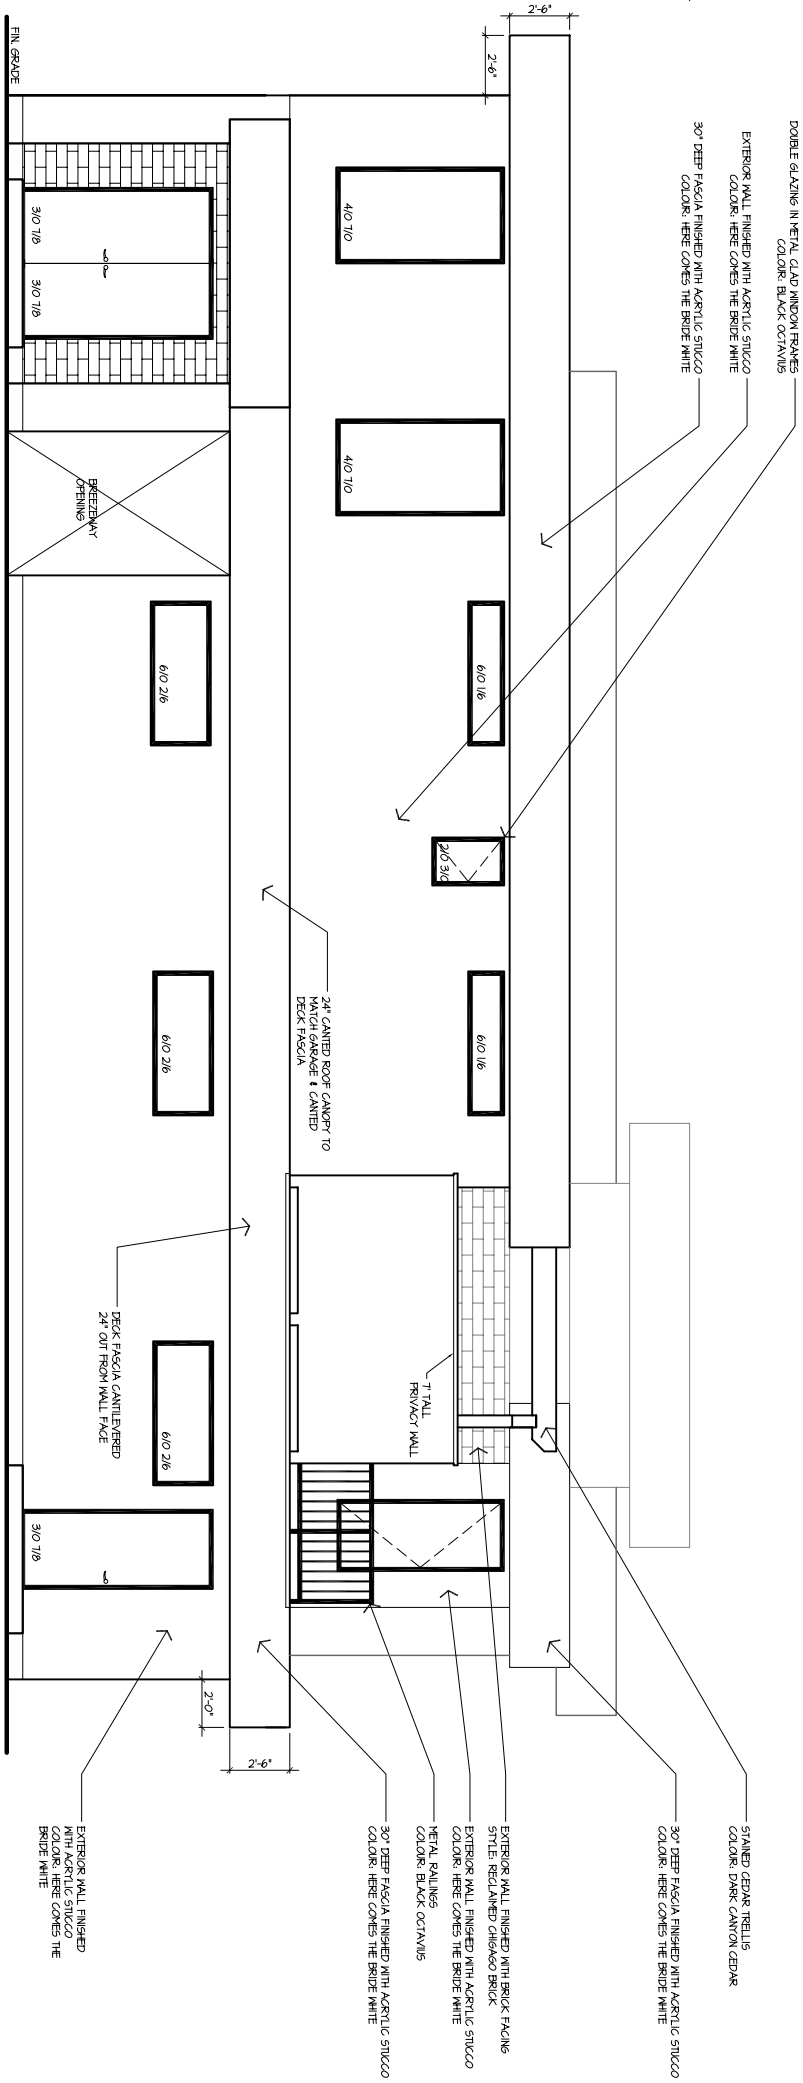 DOUBLE GLAZING IN METAL CLAD WINDOW FRAMES
COLOUR: BLACK OCTAVIUS
EXTERIOR WALL FINISHED WITH ACRYLIC STUCCO
COLOUR: HERE COMES THE BRIDE WHITE
30" DEEP FASCIA FINISHED WITH ACRYLIC STUCCO
COLOUR: HERE COMES THE BRIDE WHITE
STAINED CEDAR TRELLIS
COLOUR: DARK CANYON CEDAR
30" DEEP FASCIA FINISHED WITH ACRYLIC STUCCO
COLOUR: HERE COMES THE BRIDE WHITE
2'-6"
2'-6"
4/0 7/0
4/0 7/0
6/0 1/6
2/0 3/0
6/0 1/6
7' TALL
PRIVACY WALL
EXTERIOR WALL FINISHED WITH BRICK FACING
STYLE: RECLAIMED CHICAGO BRICK
EXTERIOR WALL FINISHED WITH ACRYLIC STUCCO
COLOUR: HERE COMES THE BRIDE WHITE
METAL RAILINGS
COLOUR: BLACK OCTAVIUS
24" CANTED ROOF CANOPY TO
MATCH GARAGE & CANTED
DECK FASCIA
30" DEEP FASCIA FINISHED WITH ACRYLIC STUCCO
COLOUR: HERE COMES THE BRIDE WHITE
2'-6"
2'-0"
3/0 7/8
3/0 7/8
BREEZEWAY
OPENING
6/0 2/6
6/0 2/6
6/0 2/6
3/0 7/8
DECK FASCIA CANTILEVERED
24" OUT FROM WALL FACE
EXTERIOR WALL FINISHED
WITH ACRYLIC STUCCO
COLOUR: HERE COMES THE
BRIDE WHITE
FIN. GRADE